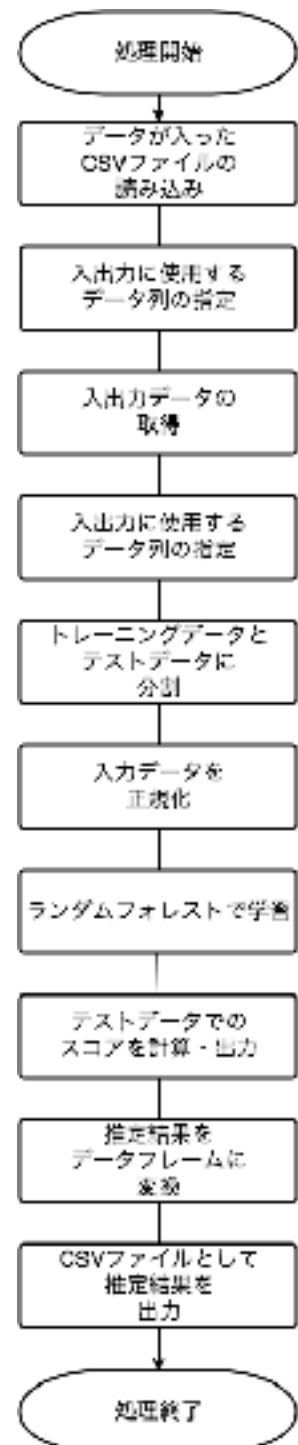 処理開始
データが入った
CSVファイルの
読み込み
入出力に使用する
データ列の指定
入出力データの
取得
入出力に使用する
データ列の指定
トレーニングデータと
テストデータに
分割
入力データを
正規化
ランダムフォレストで学習
テストデータでの
スコアを計算・出力
推定結果を
データフレームに
変換
CSVファイルとして
推定結果を
出力
処理終了